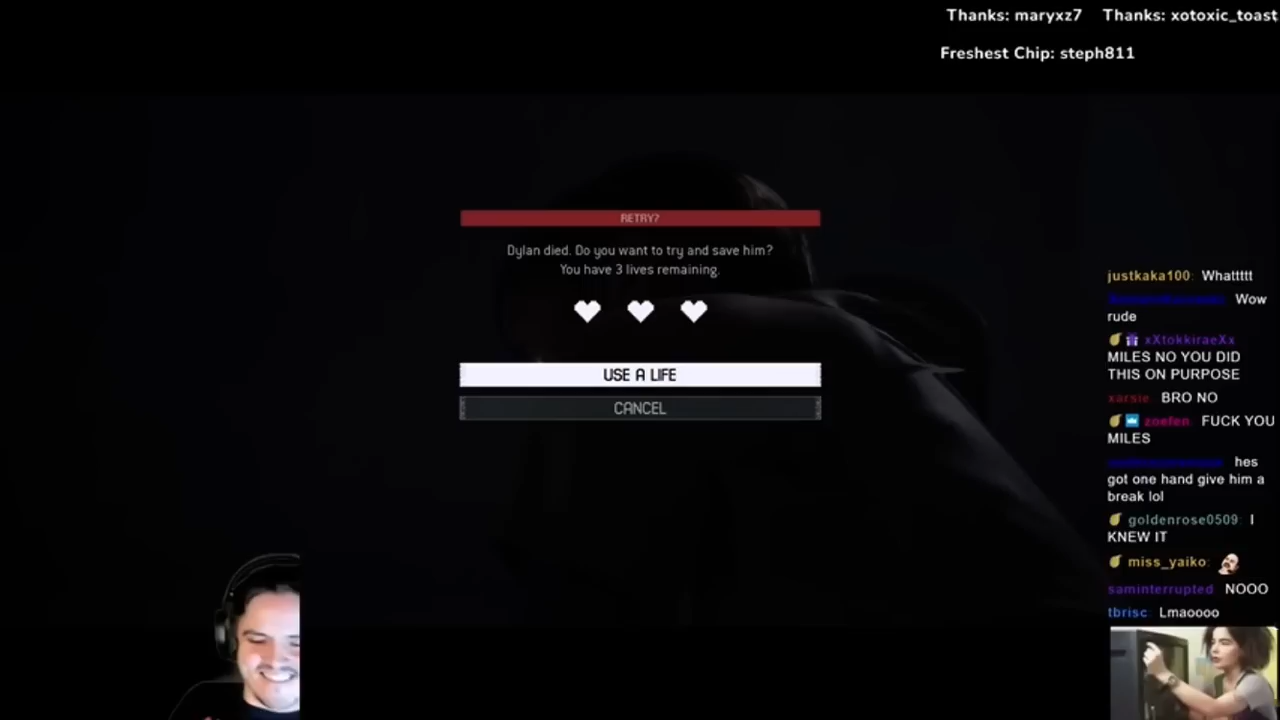 Thanks: maryxz7 Thanks: xotoxic_toast
Freshest Chip: steph811
RETRY?
Dylan died. Do you want to try and save him?
You have 3 lives remaining.
USE A LIFE
CANCEL
justkaka100: Whattttt
Wow
rude
xXtokkiraeXx
MILES NO YOU DID
THIS ON PURPOSE
xarsie: BRO NO
zoefen: FUCK YOU
MILES
hes
got one hand give him a
break lol
goldenrose0509: I
KNEW IT
miss_yaiko:
saminterrupted NOOO
tbrisc: Lmaoooo